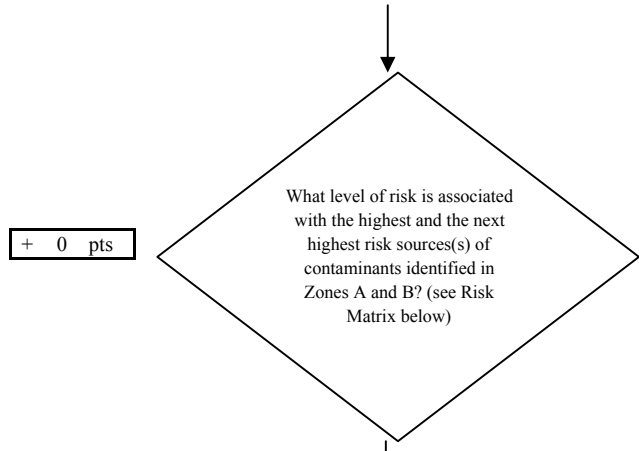 What level of risk is associated
with the highest and the next
highest risk sources(s) of
contaminants identified in
Zones A and B? (see Risk
Matrix below)
+ 0 pts